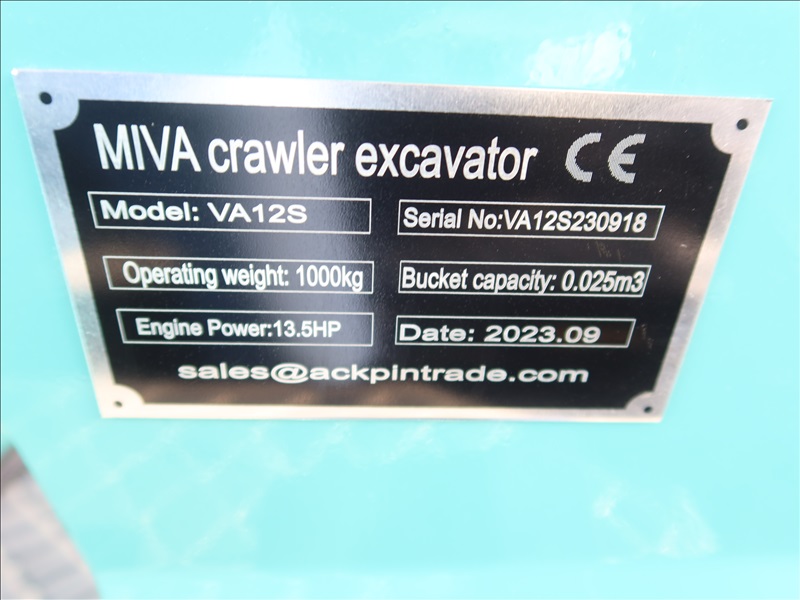 MIVA crawler excavator CE
Model: VA12S
Serial No:VA12S230918
Operating weight: 1000kg
Bucket capacity: 0.025m3
Engine Power:13.5HP
Date: 2023.09
sales@ackpintrade.com